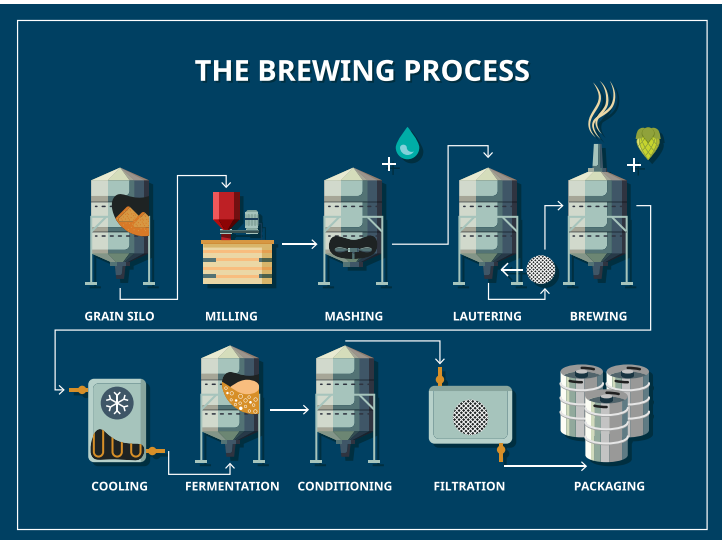 THE BREWING PROCESS
GRAIN SILO
MILLING
MASHING
LAUTERING
BREWING
COOLING
FERMENTATION
CONDITIONING
FILTRATION
PACKAGING